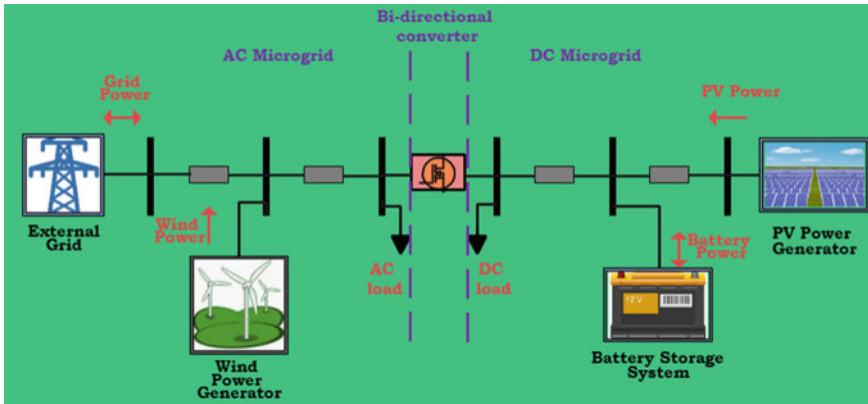 Bi-directional
converter
AC Microgrid
DC Microgrid
Grid
Power
PV Power
External
Grid
Wind
Power
AC
load
DC
load
Battery
Power
PV Power
Generator
12 V
Wind
Power
Generator
Battery Storage
System